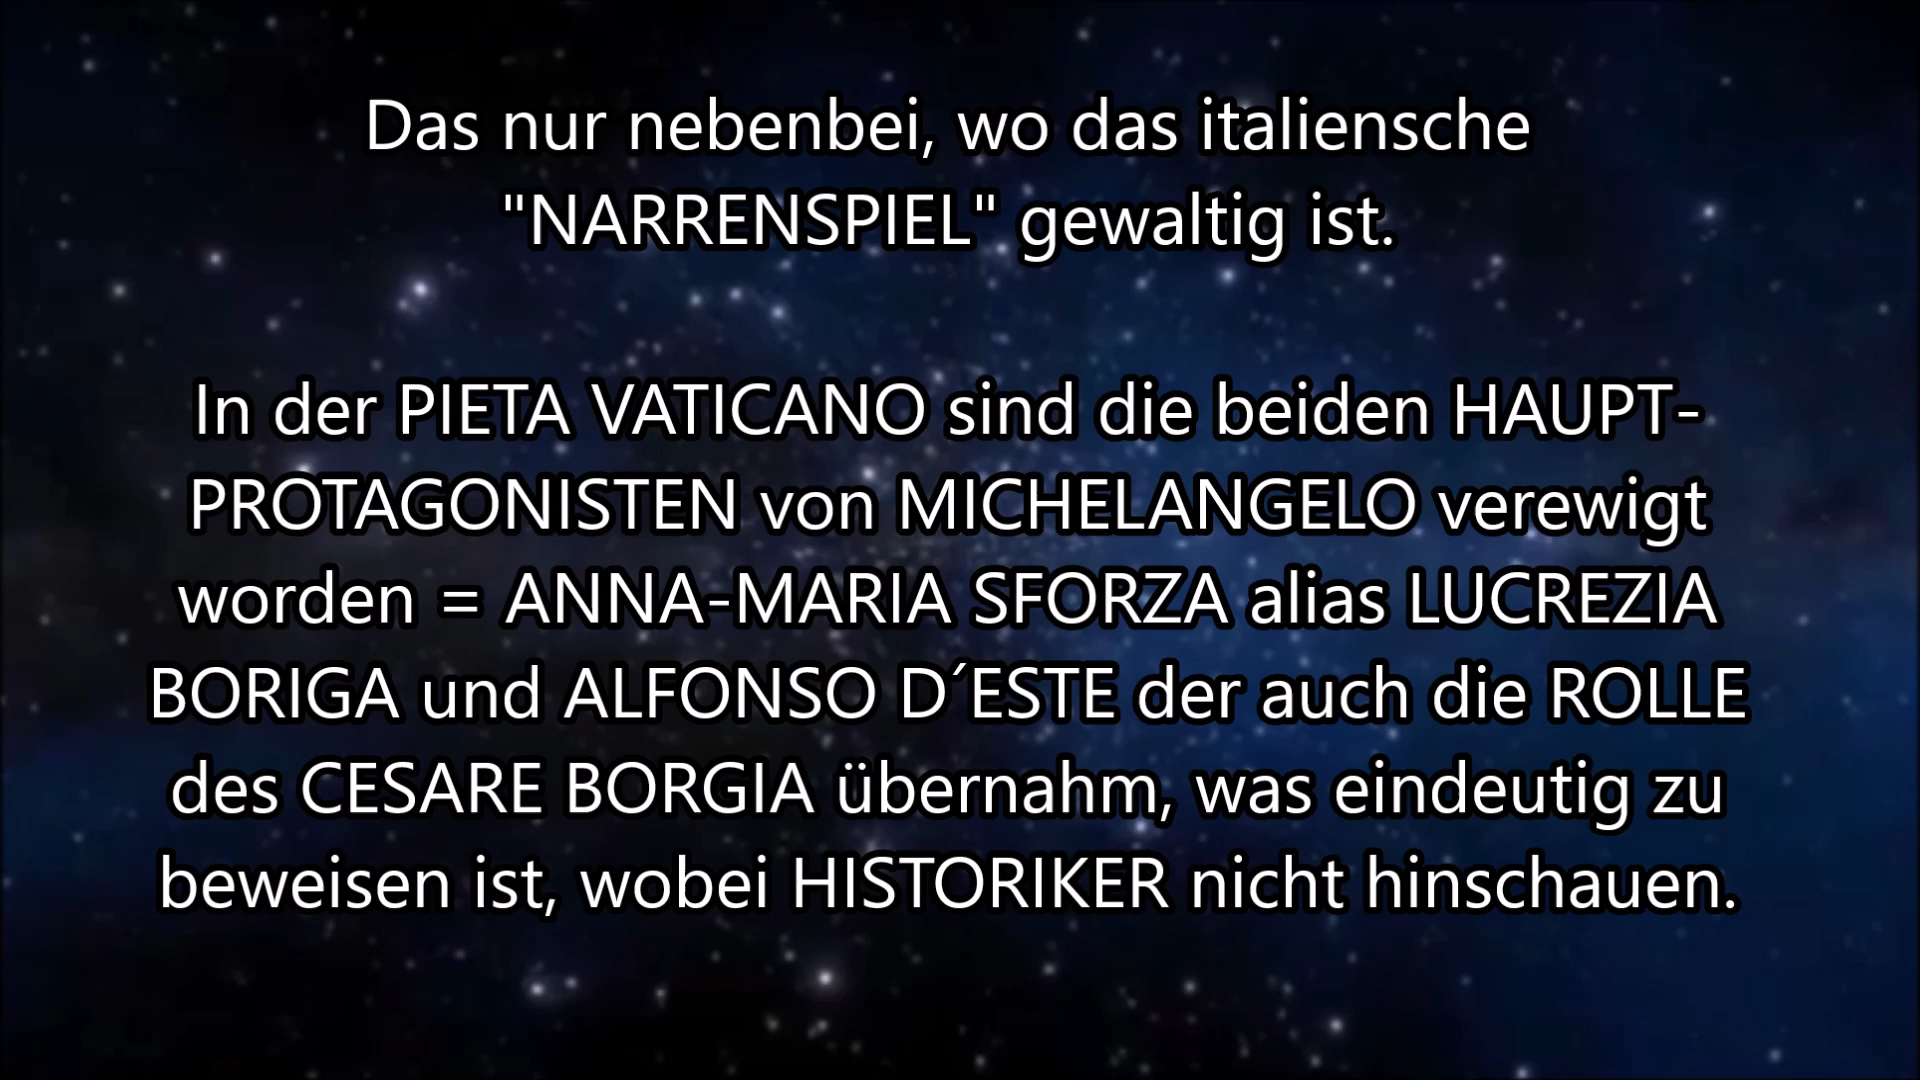 Das nur nebenbei, wo das italiensche
"NARRENSPIEL" gewaltig ist.
In der PIETA VATICANO sind die beiden HAUPT-
PROTAGONISTEN von MICHELANGELO verewigt
worden = ANNA-MARIA SFORZA alias LUCREZIA
BORIGA und ALFONSO D´ESTE der auch die ROLLE
des CESARE BORGIA übernahm, was eindeutig zu
beweisen ist, wobei HISTORIKER nicht hinschauen.